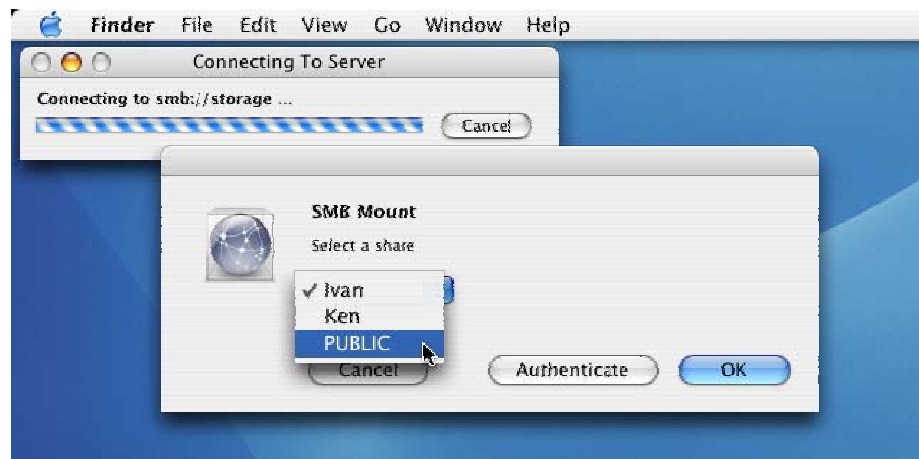 Finder File Edit View Go Window Help
Connecting To Server
Connecting to smb://storage ...
Cancel
SMB Mount
Select a share
✓ Ivan
Ken
PUBLIC
Cancel Authenticate OK